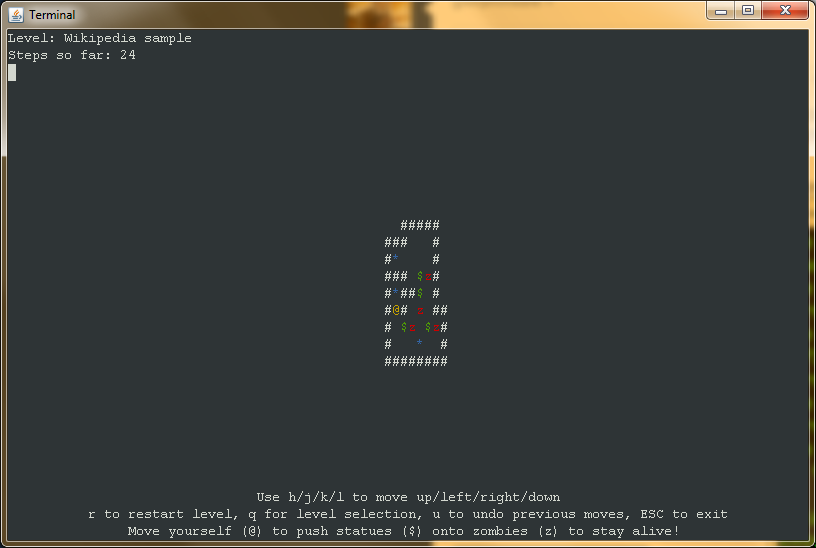 Terminal
Level: Wikipedia sample
Steps so far: 24
  #####
###   #
#*    #
### $z#
#*##$ #
#@# z ##
# $z $z#
#   *  #
########
Use h/j/k/l to move up/left/right/down
r to restart level, q for level selection, u to undo previous moves, ESC to exit
Move yourself (@) to push statues ($) onto zombies (z) to stay alive!